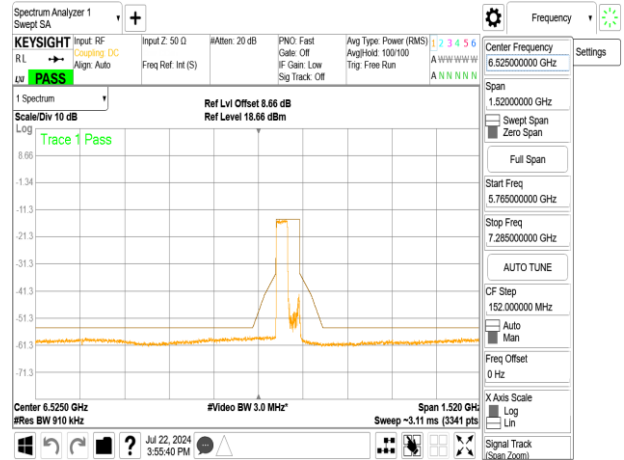 Spectrum Analyzer 1
Swept SA
+
Frequency
KEYSIGHT
RL
LVI PASS
Input: RF
Coupling: DC
Align: Auto
Input Z: 50 Ω
Freq Ref: Int (S)
#Atten: 20 dB
PNO: Fast
Gate: Off
IF Gain: Low
Sig Track: Off
Avg Type: Power (RMS)
Avg|Hold: 100/100
Trig: Free Run
1 2 3 4 5 6
A W W W W W
A N N N N N
Settings
1 Spectrum
Scale/Div 10 dB
Ref Lvl Offset 8.66 dB
Ref Level 18.66 dBm
Log
Trace 1 Pass
8.66
-1.34
-11.3
-21.3
-31.3
-41.3
-51.3
-61.3
-71.3
Center 6.5250 GHz
#Res BW 910 kHz
#Video BW 3.0 MHz*
Span 1.520 GHz
Sweep ~3.11 ms (3341 pts
Center Frequency
6.525000000 GHz
Span
1.52000000 GHz
Swept Span
Zero Span
Full Span
Start Freq
5.765000000 GHz
Stop Freq
7.285000000 GHz
AUTO TUNE
CF Step
152.000000 MHz
Auto
Man
Freq Offset
0 Hz
X Axis Scale
Log
Lin
Signal Track
(Span Zoom)
?
Jul 22, 2024
3:55:40 PM